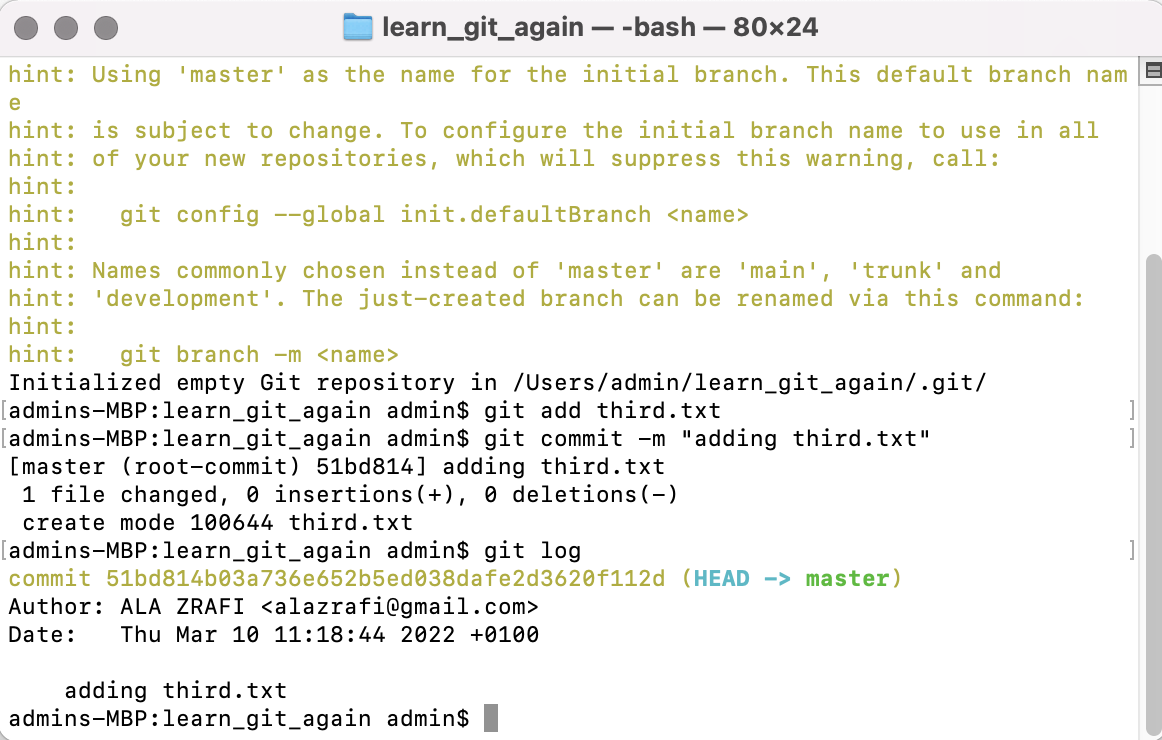 learn_git_again — -bash — 80×24
hint: Using 'master' as the name for the initial branch. This default branch nam
e
hint: is subject to change. To configure the initial branch name to use in all
hint: of your new repositories, which will suppress this warning, call:
hint:
hint:   git config --global init.defaultBranch <name>
hint:
hint: Names commonly chosen instead of 'master' are 'main', 'trunk' and
hint: 'development'. The just-created branch can be renamed via this command:
hint:
hint:   git branch -m <name>
Initialized empty Git repository in /Users/admin/learn_git_again/.git/
[admins-MBP:learn_git_again admin$ git add third.txt ]
[admins-MBP:learn_git_again admin$ git commit -m "adding third.txt" ]
[master (root-commit) 51bd814] adding third.txt
 1 file changed, 0 insertions(+), 0 deletions(-)
 create mode 100644 third.txt
[admins-MBP:learn_git_again admin$ git log ]
commit 51bd814b03a736e652b5ed038dafe2d3620f112d (HEAD -> master)
Author: ALA ZRAFI <alazrafi@gmail.com>
Date:   Thu Mar 10 11:18:44 2022 +0100

    adding third.txt
admins-MBP:learn_git_again admin$